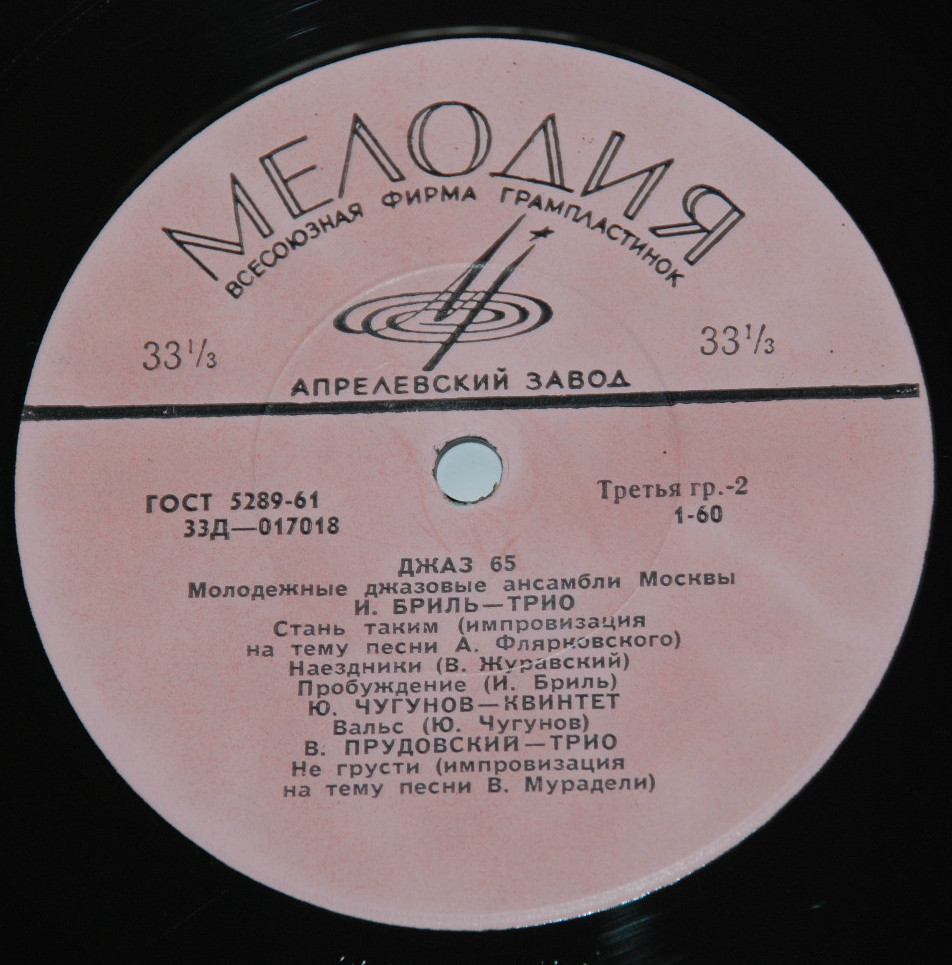 МЕЛОДИЯ
ВСЕСОЮЗНАЯ ФИРМА ГРАМПЛАСТИНОК
33⅓ 33⅓
АПРЕЛЕВСКИЙ ЗАВОД
ГОСТ 5289-61 Третья гр.-2
33Д—017018 1-60
ДЖАЗ 65
Молодежные джазовые ансамбли Москвы
И. БРИЛЬ—ТРИО
Стань таким (импровизация
на тему песни А. Флярковского)
Наездники (В. Журавский)
Пробуждение (И. Бриль)
Ю. ЧУГУНОВ—КВИНТЕТ
Вальс (Ю. Чугунов)
В. ПРУДОВСКИЙ—ТРИО
Не грусти (импровизация
на тему песни В. Мурадели)